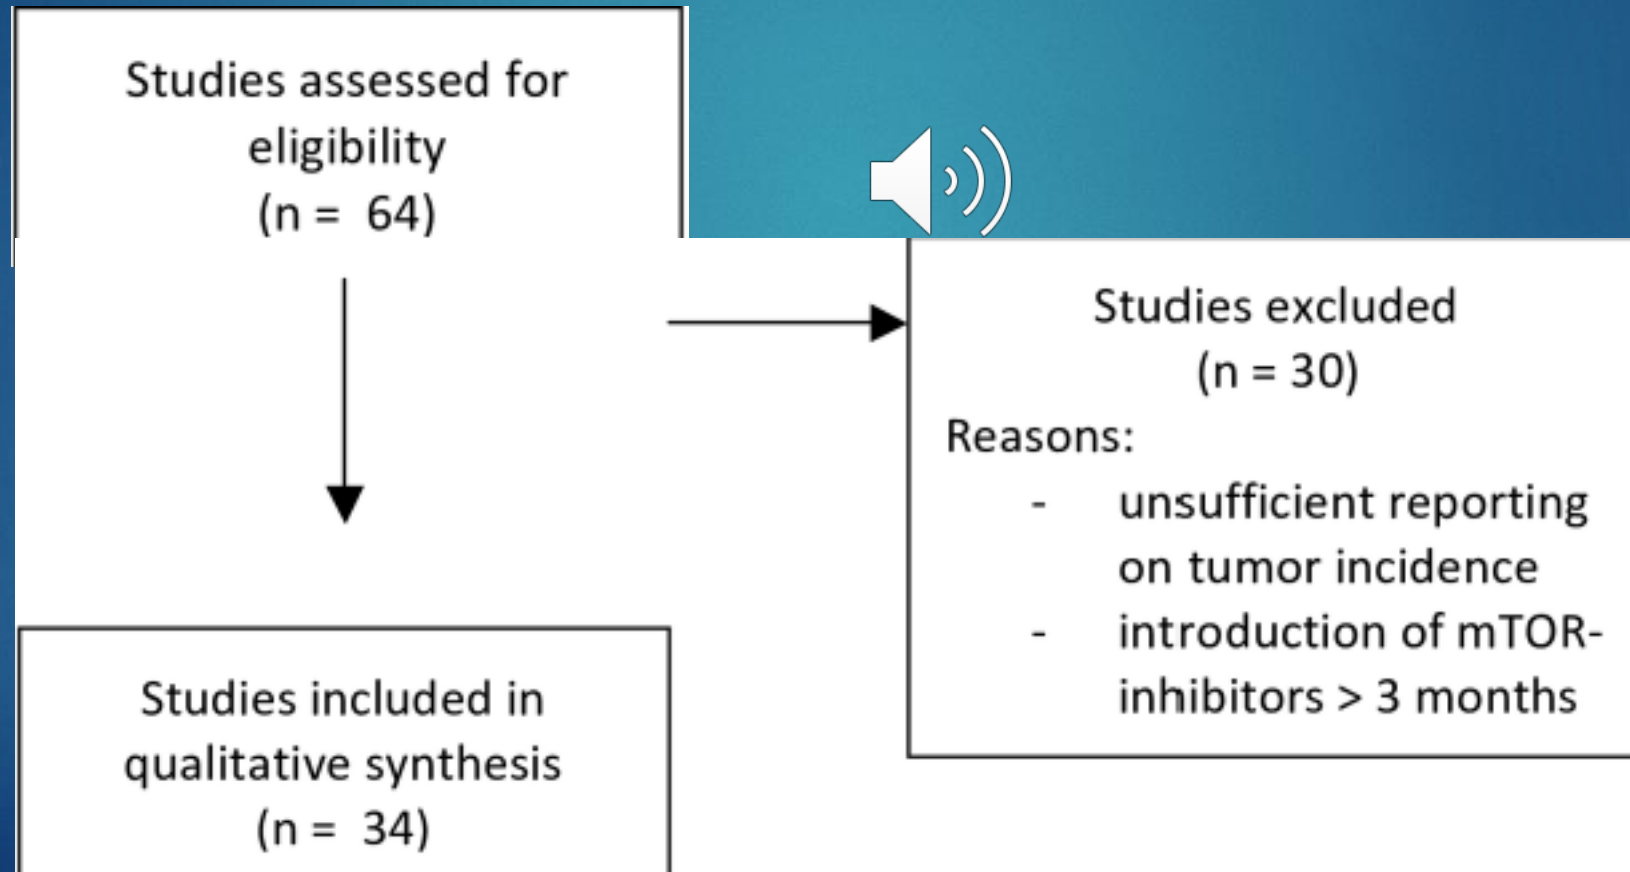 Studies assessed for
eligibility
(n =  64)
Studies excluded
(n = 30)
Reasons:
- unsufficient reporting
on tumor incidence
- introduction of mTOR-
inhibitors > 3 months
Studies included in
qualitative synthesis
(n =  34)